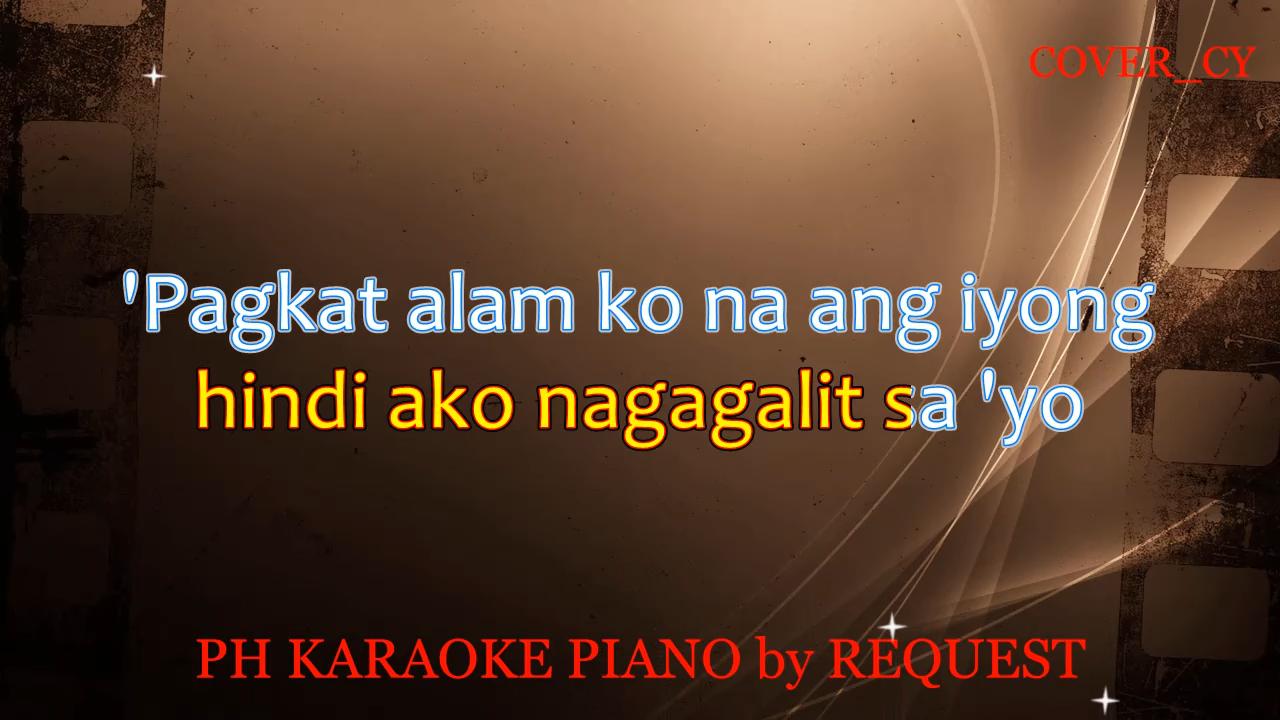 COVER_CY
'Pagkat alam ko na ang iyong
hindi ako nagagalit sa 'yo
PH KARAOKE PIANO by REQUEST